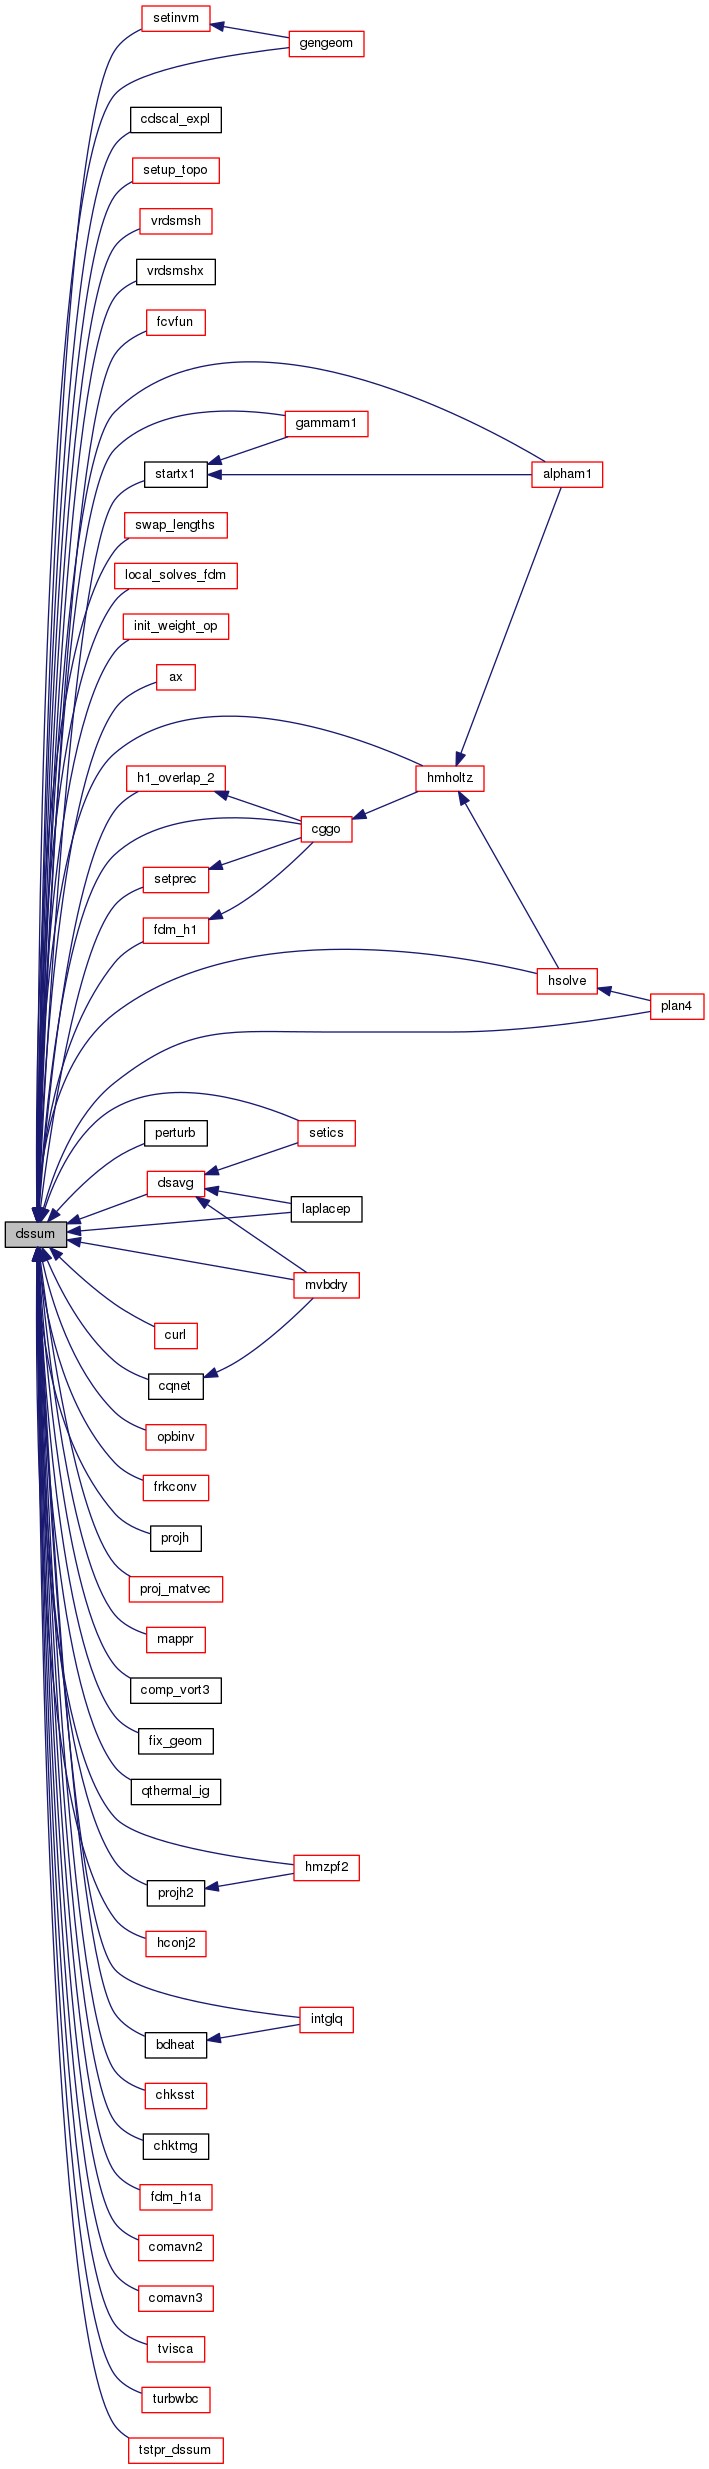 setinvm
gengeom
cdscal_expl
setup_topo
vrdsmsh
vrdsmshx
fcvfun
gammam1
startx1
alpham1
swap_lengths
local_solves_fdm
init_weight_op
ax
h1_overlap_2
hmholtz
cggo
setprec
fdm_h1
hsolve
plan4
perturb
setics
dsavg
laplacep
dssum
mvbdry
curl
cqnet
opbinv
frkconv
projh
proj_matvec
mappr
comp_vort3
fix_geom
qthermal_ig
hmzpf2
projh2
hconj2
intglq
bdheat
chksst
chktmg
fdm_h1a
comavn2
comavn3
tvisca
turbwbc
tstpr_dssum